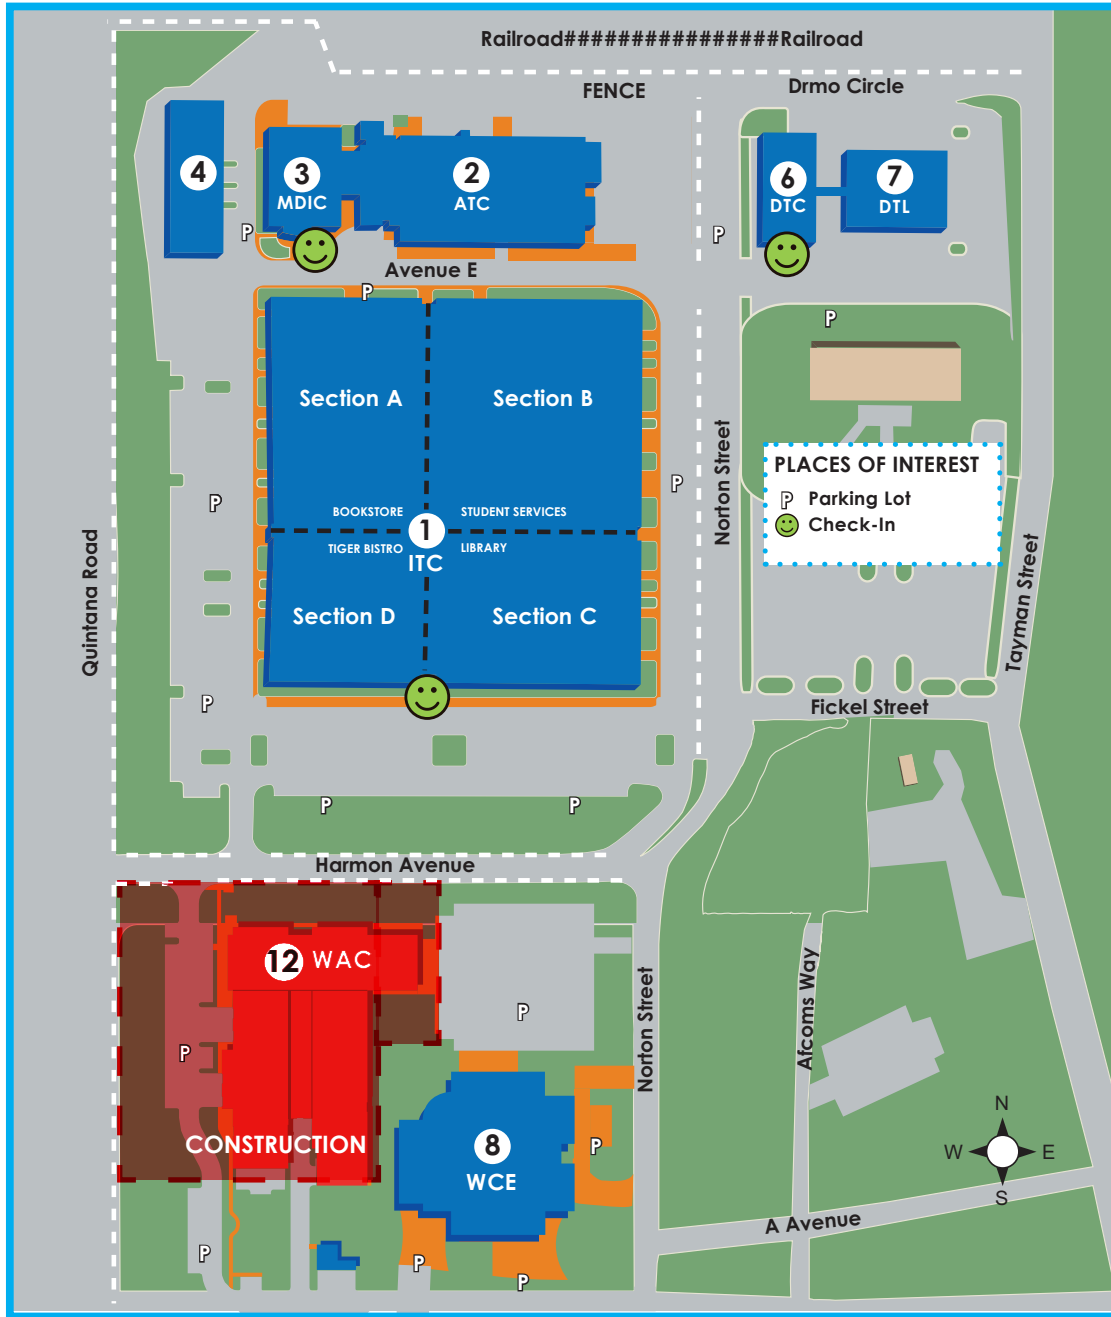 Railroad################Railroad
FENCE
Drmo Circle
4
3
MDIC
2
ATC
6
DTC
7
DTL
P
P
Avenue E
P
P
Section A
Section B
Norton Street
PLACES OF INTEREST
P Parking Lot
Check-In
P
P
BOOKSTORE
STUDENT SERVICES
1
ITC
TIGER BISTRO
LIBRARY
Section D
Section C
Quintana Road
Tayman Street
P
Fickel Street
P
P
Harmon Avenue
12 WAC
P
P
CONSTRUCTION
8
WCE
P
P
P
P
Norton Street
Afcoms Way
A Avenue
N
W
E
S